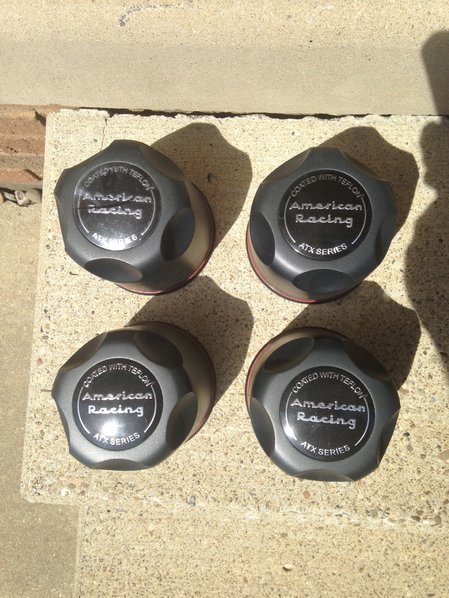 COATED WITH TEFLON
American
Racing
ATX SERIES
COATED WITH TEFLON
American
Racing
ATX SERIES
COATED WITH TEFLON
American
Racing
ATX SERIES
COATED WITH TEFLON
American
Racing
ATX SERIES